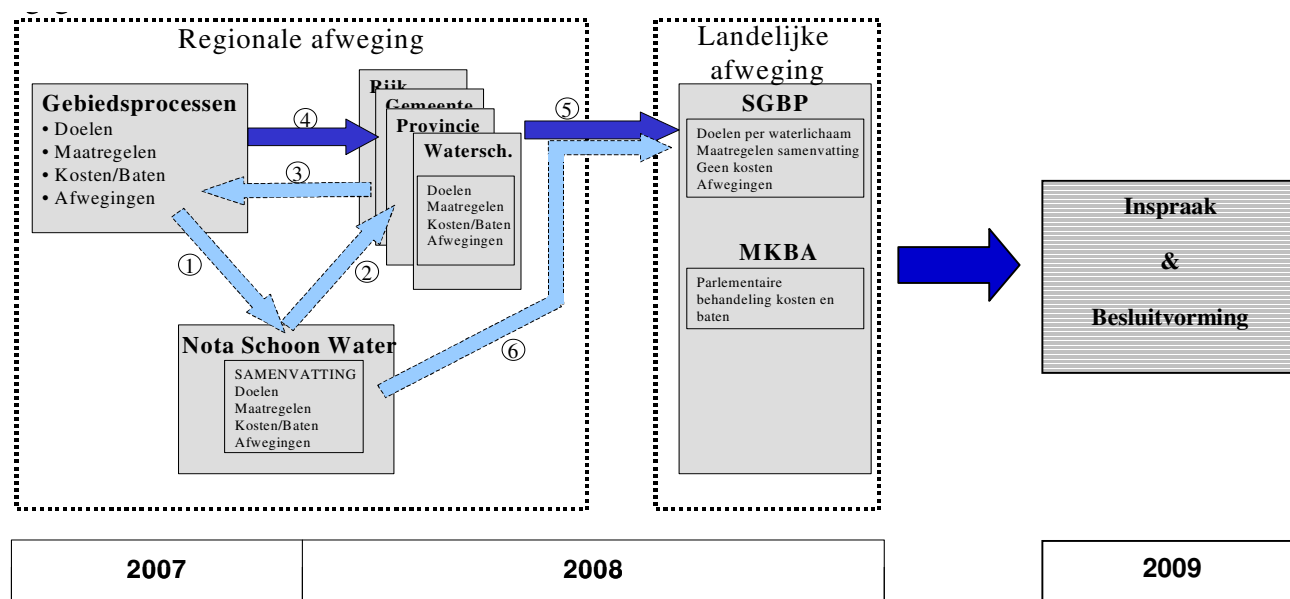 Regionale afweging
Landelijke
afweging
Gebiedsprocessen
• Doelen
• Maatregelen
• Kosten/Baten
• Afwegingen
④
③
①
②
Rijk
Gemeente
Provincie
Watersch.
Doelen
Maatregelen
Kosten/Baten
Afwegingen
⑤
⑥
Nota Schoon Water
SAMENVATTING
Doelen
Maatregelen
Kosten/Baten
Afwegingen
SGBP
Doelen per waterlichaam
Maatregelen samenvatting
Geen kosten
Afwegingen
MKBA
Parlementaire
behandeling kosten en
baten
Inspraak
&
Besluitvorming
2007
2008
2009